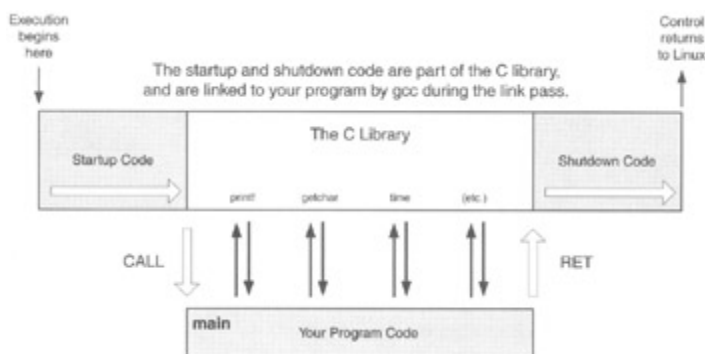 Execution
begins
here
Control
returns
to Linux
The startup and shutdown code are part of the C library,
and are linked to your program by gcc during the link pass.
The C Library
Startup Code
Shutdown Code
printf
getchar
time
(etc.)
CALL
RET
main
Your Program Code